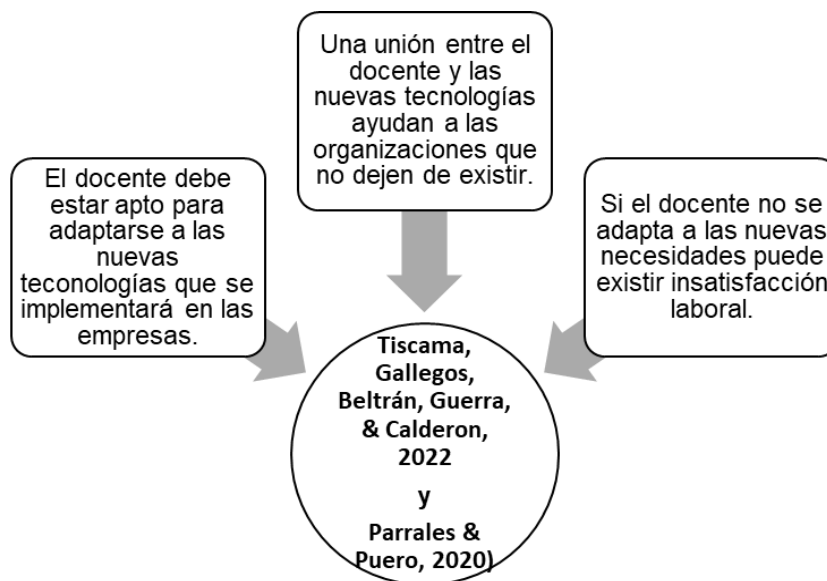 El docente debe
estar apto para
adaptarse a las
nuevas
teconologías que se
implementará en las
empresas.
Una unión entre el
docente y las
nuevas tecnologías
ayudan a las
organizaciones que
no dejen de existir.
Si el docente no se
adapta a las nuevas
necesidades puede
existir insatisfacción
laboral.
Tiscama,
Gallegos,
Beltrán, Guerra,
& Calderon,
2022
y
Parrales &
Puero, 2020)